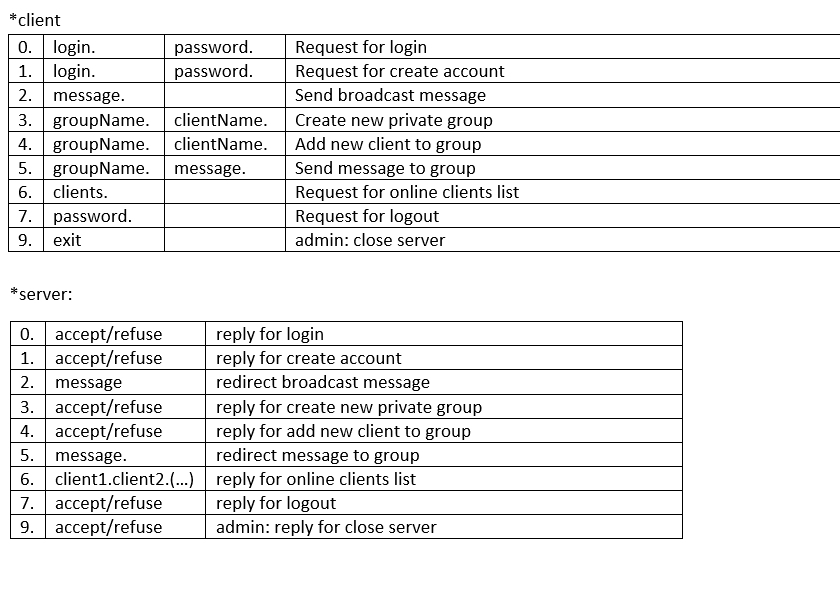 *client
0. login. password. Request for login
1. login. password. Request for create account
2. message. Send broadcast message
3. groupName. clientName. Create new private group
4. groupName. clientName. Add new client to group
5. groupName. message. Send message to group
6. clients. Request for online clients list
7. password. Request for logout
9. exit admin: close server
*server:
0. accept/refuse reply for login
1. accept/refuse reply for create account
2. message redirect broadcast message
3. accept/refuse reply for create new private group
4. accept/refuse reply for add new client to group
5. message. redirect message to group
6. client1.client2.(...) reply for online clients list
7. accept/refuse reply for logout
9. accept/refuse admin: reply for close server